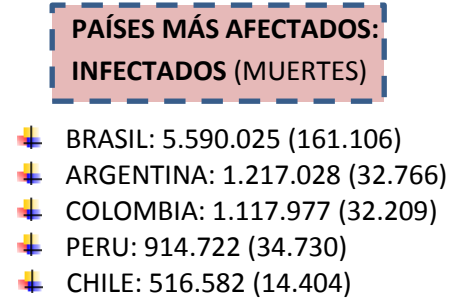 PAÍSES MÁS AFECTADOS:
INFECTADOS (MUERTES)
BRASIL: 5.590.025 (161.106)
ARGENTINA: 1.217.028 (32.766)
COLOMBIA: 1.117.977 (32.209)
PERU: 914.722 (34.730)
CHILE: 516.582 (14.404)